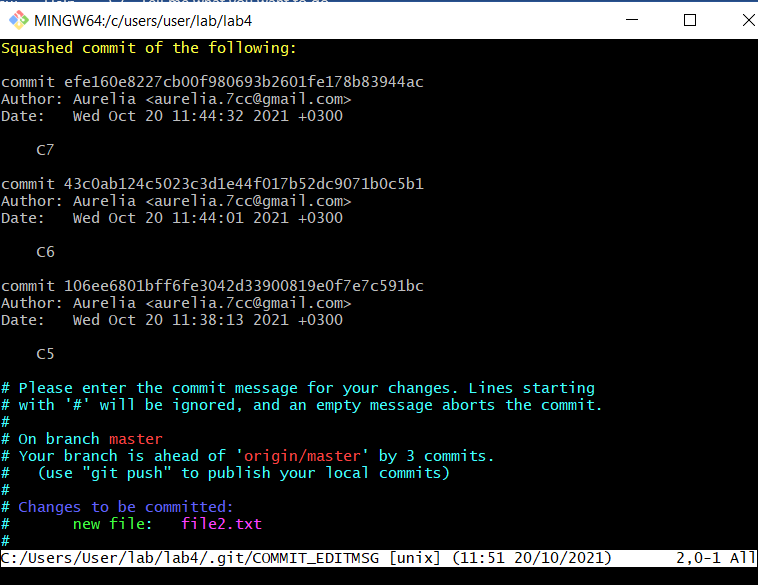 MINGW64:/c/users/user/lab/lab4
Squashed commit of the following:
commit efe160e8227cb00f980693b2601fe178b83944ac
Author: Aurelia <aurelia.7cc@gmail.com>
Date:   Wed Oct 20 11:44:32 2021 +0300
    C7
commit 43c0ab124c5023c3d1e44f017b52dc9071b0c5b1
Author: Aurelia <aurelia.7cc@gmail.com>
Date:   Wed Oct 20 11:44:01 2021 +0300
    C6
commit 106ee6801bff6fe3042d33900819e0f7e7c591bc
Author: Aurelia <aurelia.7cc@gmail.com>
Date:   Wed Oct 20 11:38:13 2021 +0300
    C5
# Please enter the commit message for your changes. Lines starting
# with '#' will be ignored, and an empty message aborts the commit.
#
# On branch master
# Your branch is ahead of 'origin/master' by 3 commits.
#   (use "git push" to publish your local commits)
#
# Changes to be committed:
#       new file:   file2.txt
#
C:/Users/User/lab/lab4/.git/COMMIT_EDITMSG [unix] (11:51 20/10/2021)       2,0-1 All